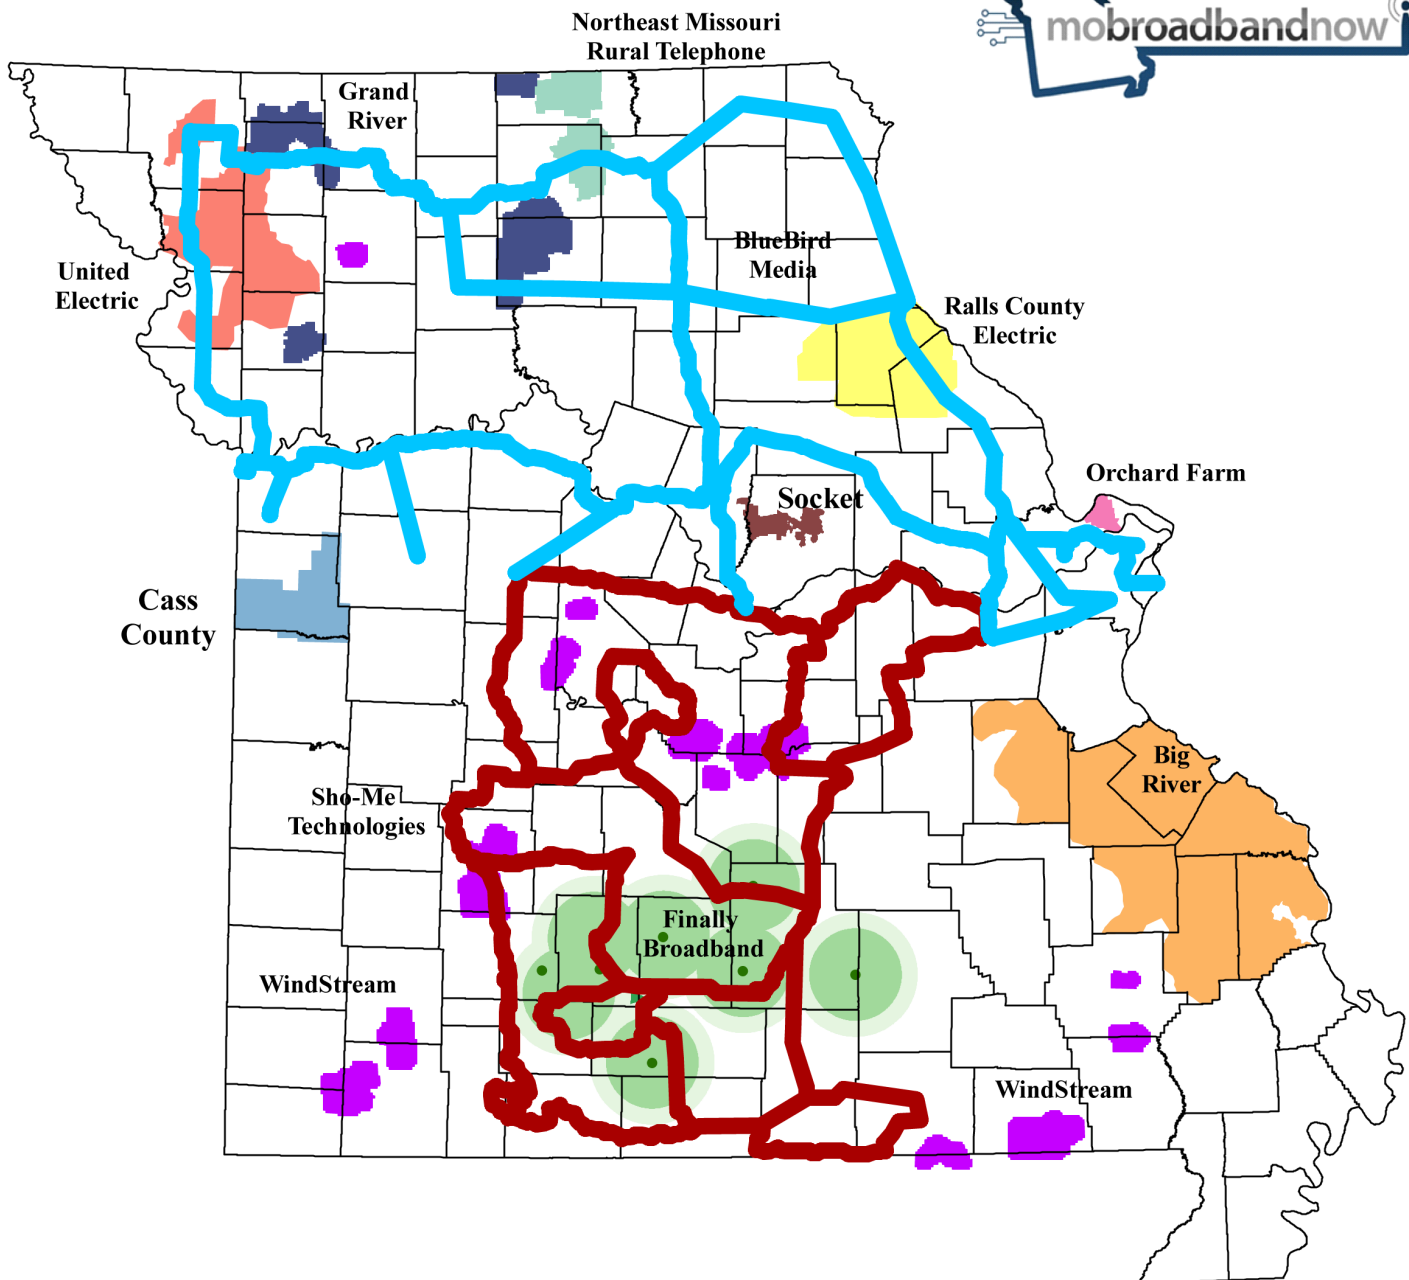 Northeast Missouri
Rural Telephone
mobroadbandnow
Grand
River
BlueBird
Media
United
Electric
Ralls County
Electric
Orchard Farm
Socket
Cass
County
Big
River
Sho-Me
Technologies
Finally
Broadband
WindStream
WindStream